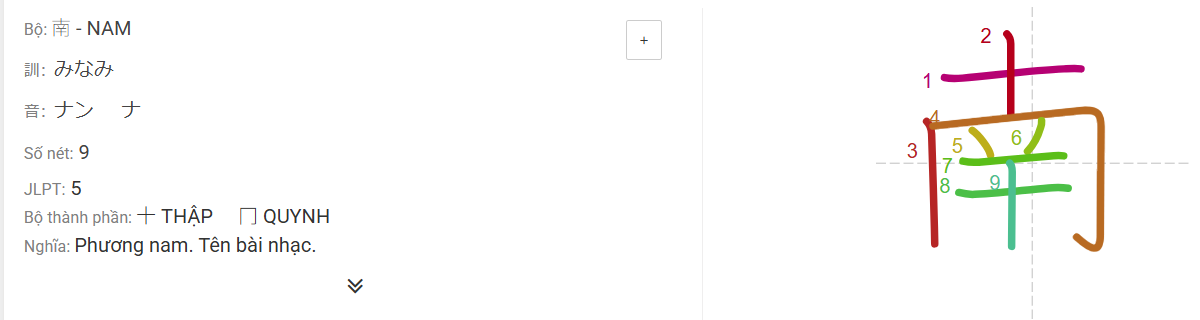 Bộ: 南 - NAM
+
訓: みなみ
音: ナン ナ
Số nét: 9
JLPT: 5
Bộ thành phần: 十 THẬP 冂 QUYNH
Nghĩa: Phương nam. Tên bài nhạc.
南
1
2
3
4
5
6
7
8
9